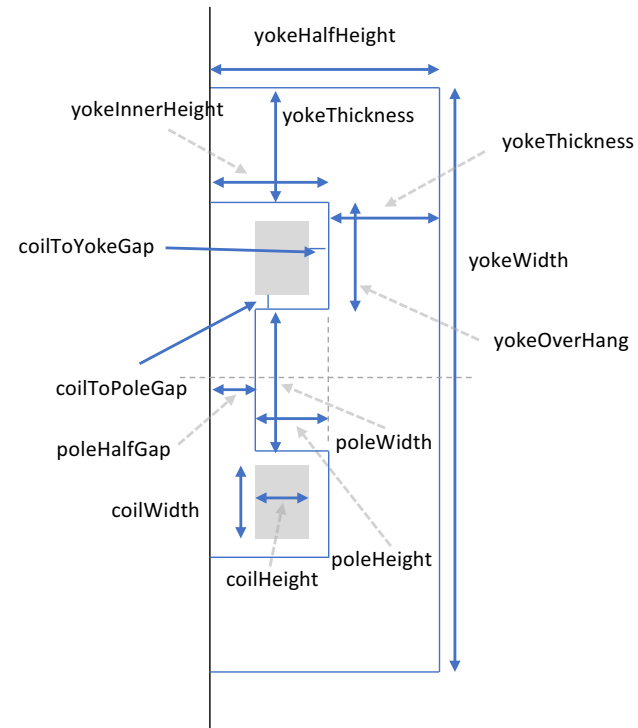 yokeHalfHeight
yokeInnerHeight
yokeThickness
yokeThickness
coilToYokeGap
yokeWidth
yokeOverHang
coilToPoleGap
poleHalfGap
poleWidth
coilWidth
poleHeight
coilHeight